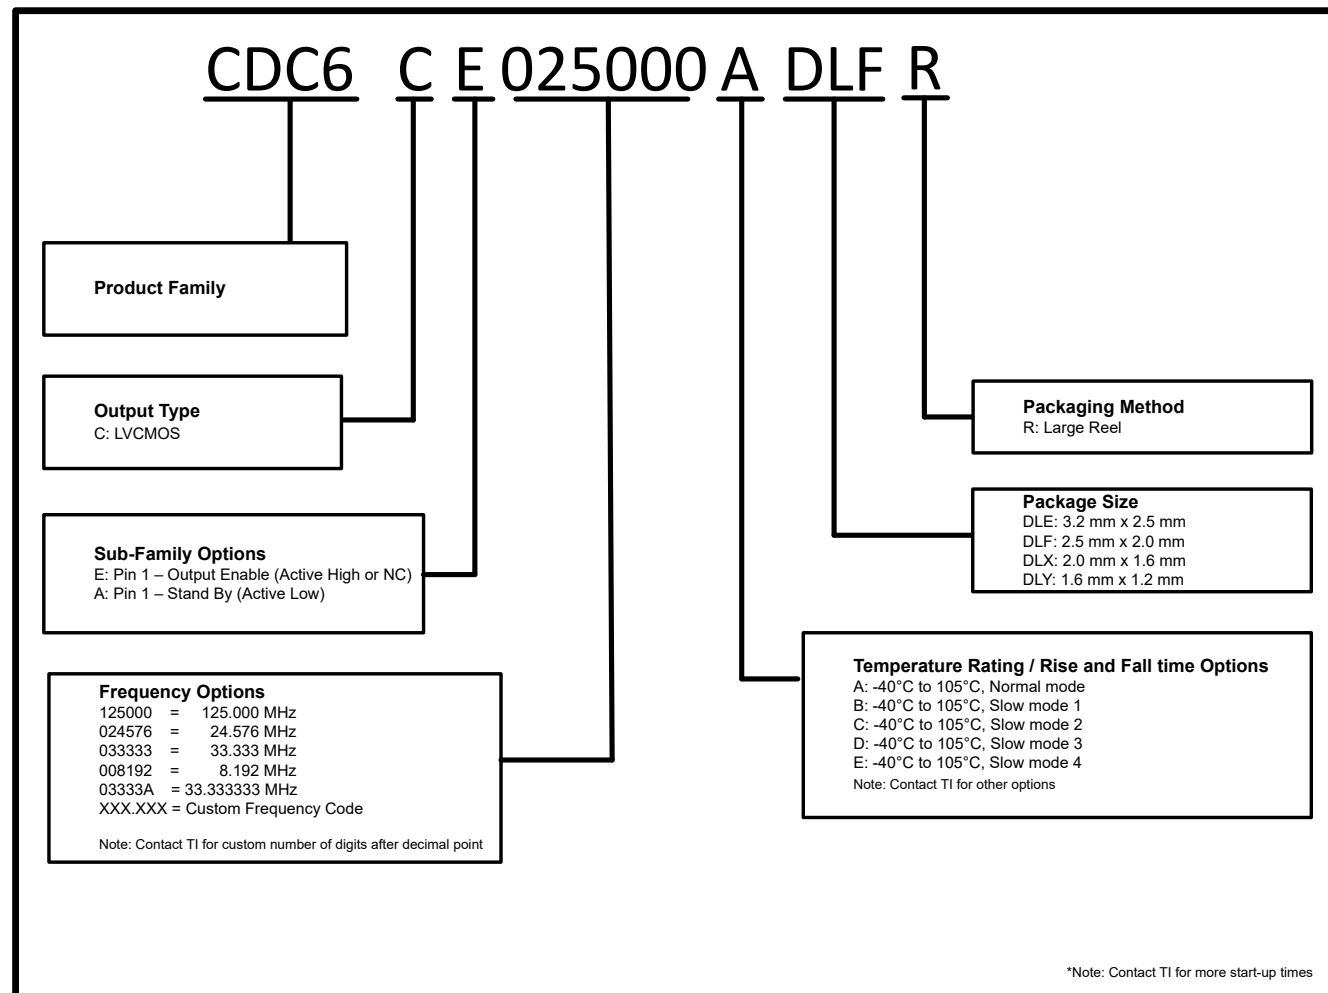 CDC6 C E 025000 A DLF R
Product Family
Output Type
C: LVCMOS
Sub-Family Options
E: Pin 1 – Output Enable (Active High or NC)
A: Pin 1 – Stand By (Active Low)
Frequency Options
125000 = 125.000 MHz
024576 = 24.576 MHz
033333 = 33.333 MHz
008192 = 8.192 MHz
03333A = 33.333333 MHz
XXX.XXX = Custom Frequency Code
Note: Contact TI for custom number of digits after decimal point
Packaging Method
R: Large Reel
Package Size
DLE: 3.2 mm x 2.5 mm
DLF: 2.5 mm x 2.0 mm
DLX: 2.0 mm x 1.6 mm
DLY: 1.6 mm x 1.2 mm
Temperature Rating / Rise and Fall time Options
A: -40°C to 105°C, Normal mode
B: -40°C to 105°C, Slow mode 1
C: -40°C to 105°C, Slow mode 2
D: -40°C to 105°C, Slow mode 3
E: -40°C to 105°C, Slow mode 4
Note: Contact TI for other options
*Note: Contact TI for more start-up times